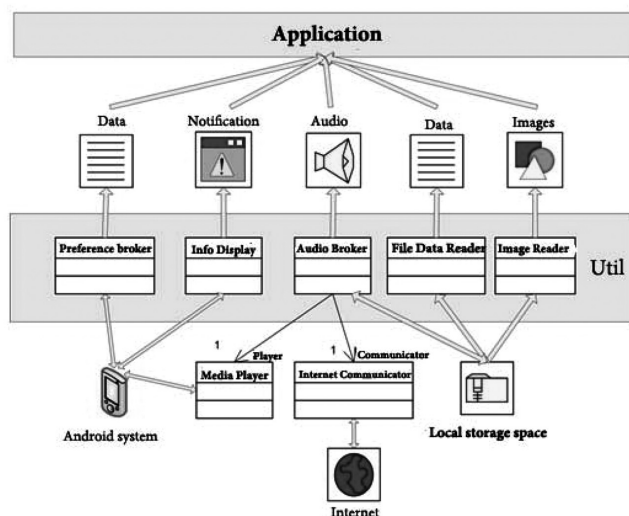 Application
Data
Notification
Audio
Data
Images
Preference broker
Info Display
Audio Broker
File Data Reader
Image Reader
Util
1
Player
1
Communicator
Media Player
Internet Communicator
Android system
Local storage space
Internet